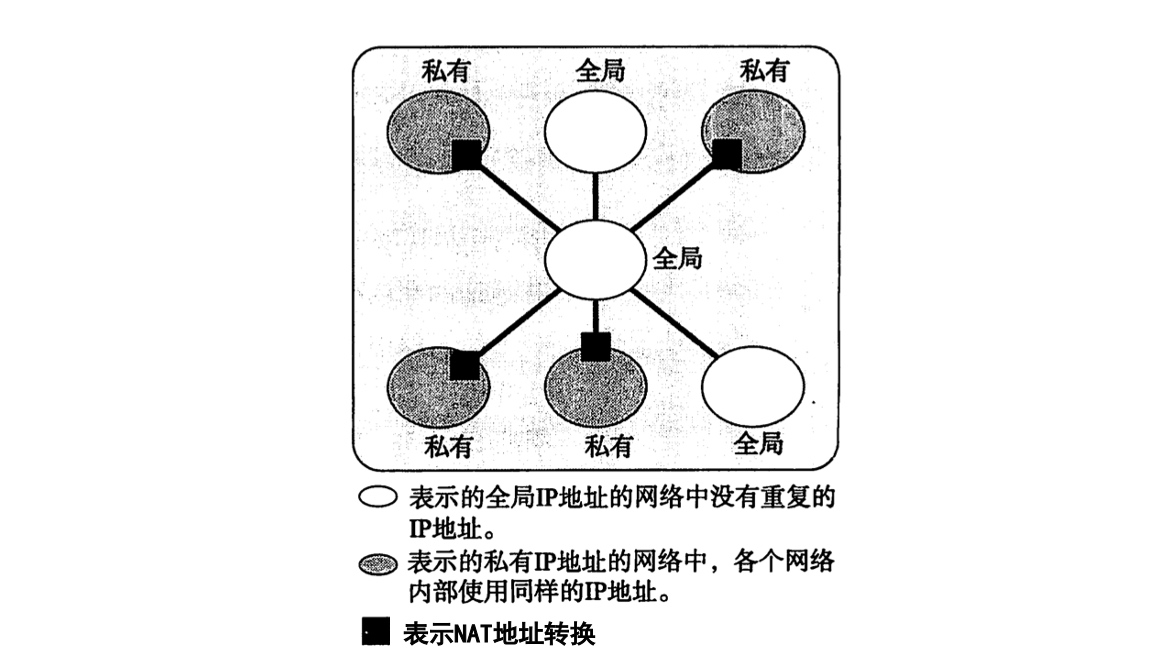 私有 全局 私有
全局
私有 私有 全局
表示的全局IP地址的网络中没有重复的
IP地址。
表示的私有IP地址的网络中，各个网络
内部使用同样的IP地址。
表示NAT地址转换